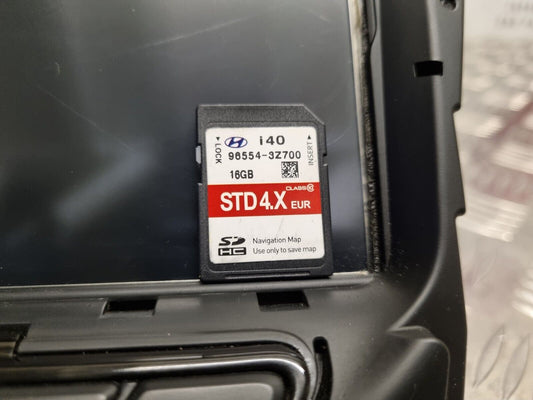 i40
LOCK
96554-3Z700
INSERT
16GB
CLASS 10
STD4.X EUR
SD HC
Navigation Map
Use only to save map